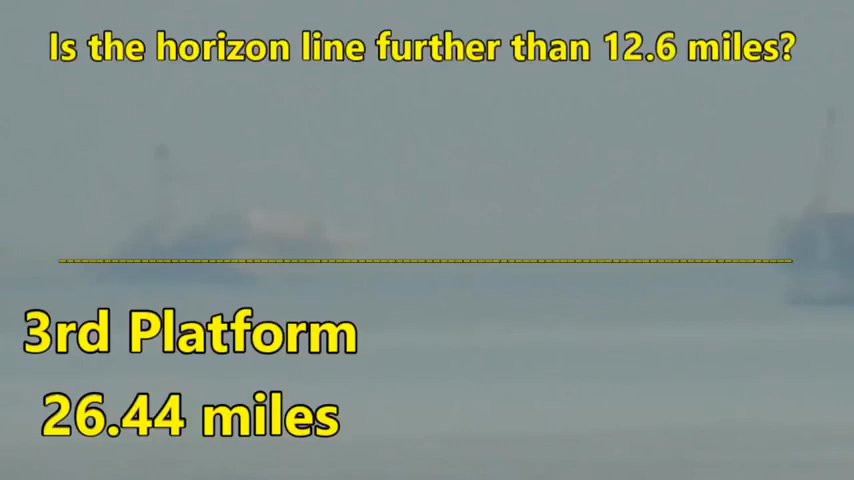 Is the horizon line further than 12.6 miles?
3rd Platform
26.44 miles